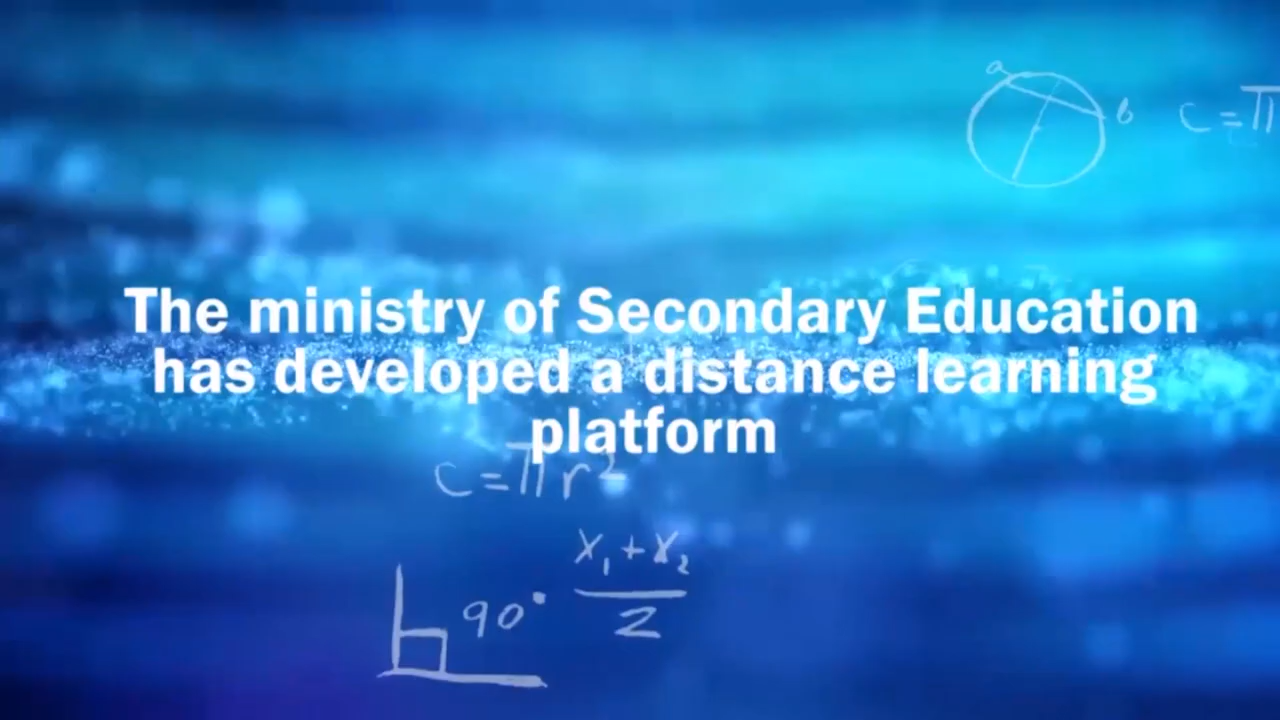 a
b
c=π
The ministry of Secondary Education
has developed a distance learning
platform
c=πr²
x₁+x₂
2
90°